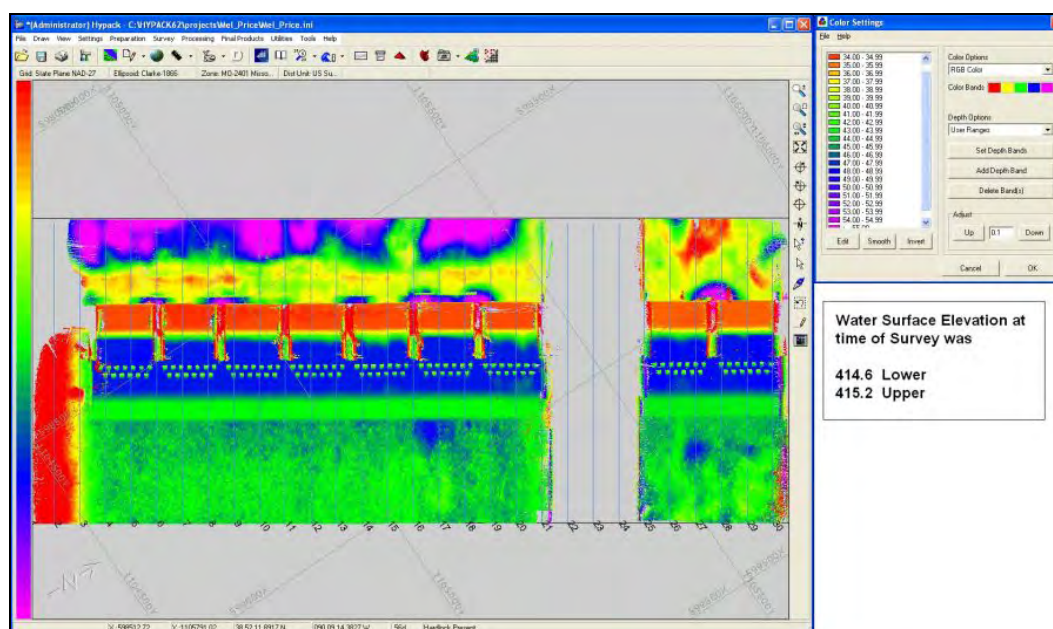 *(Administrator) Hypack - C:\HYPACK62\projects\Mel_Price\Mel_Price.ini
File Draw View Settings Preparation Survey Processing Final Products Utilities Tools Help
Grid: State Plane NAD-27 Ellipsoid: Clarke-1866 Zone: MO-2401 Dist Unit: US
1 2 3 4 5 6 7 8 9 10 11 12 13 14 15 16 17 18 19 20 21 22 23 24 25 26 27 28 29 30
N
Color Settings
File Help
34.00 - 34.99
35.00 - 35.99
36.00 - 36.99
37.00 - 37.99
38.00 - 38.99
39.00 - 39.99
40.00 - 40.99
41.00 - 41.99
42.00 - 42.99
43.00 - 43.99
44.00 - 44.99
45.00 - 45.99
46.00 - 46.99
47.00 - 47.99
48.00 - 48.99
49.00 - 49.99
50.00 - 50.99
51.00 - 51.99
52.00 - 52.99
53.00 - 53.99
54.00 - 54.99
Edit Smooth Invert
Color Options
RGB Color
Color Bands
Depth Options
User Ranges
Set Depth Bands
Add Depth Band
Delete Band(s)
Adjust
Up 0.1 Down
Cancel OK
Water Surface Elevation at
time of Survey was
414.6 Lower
415.2 Upper